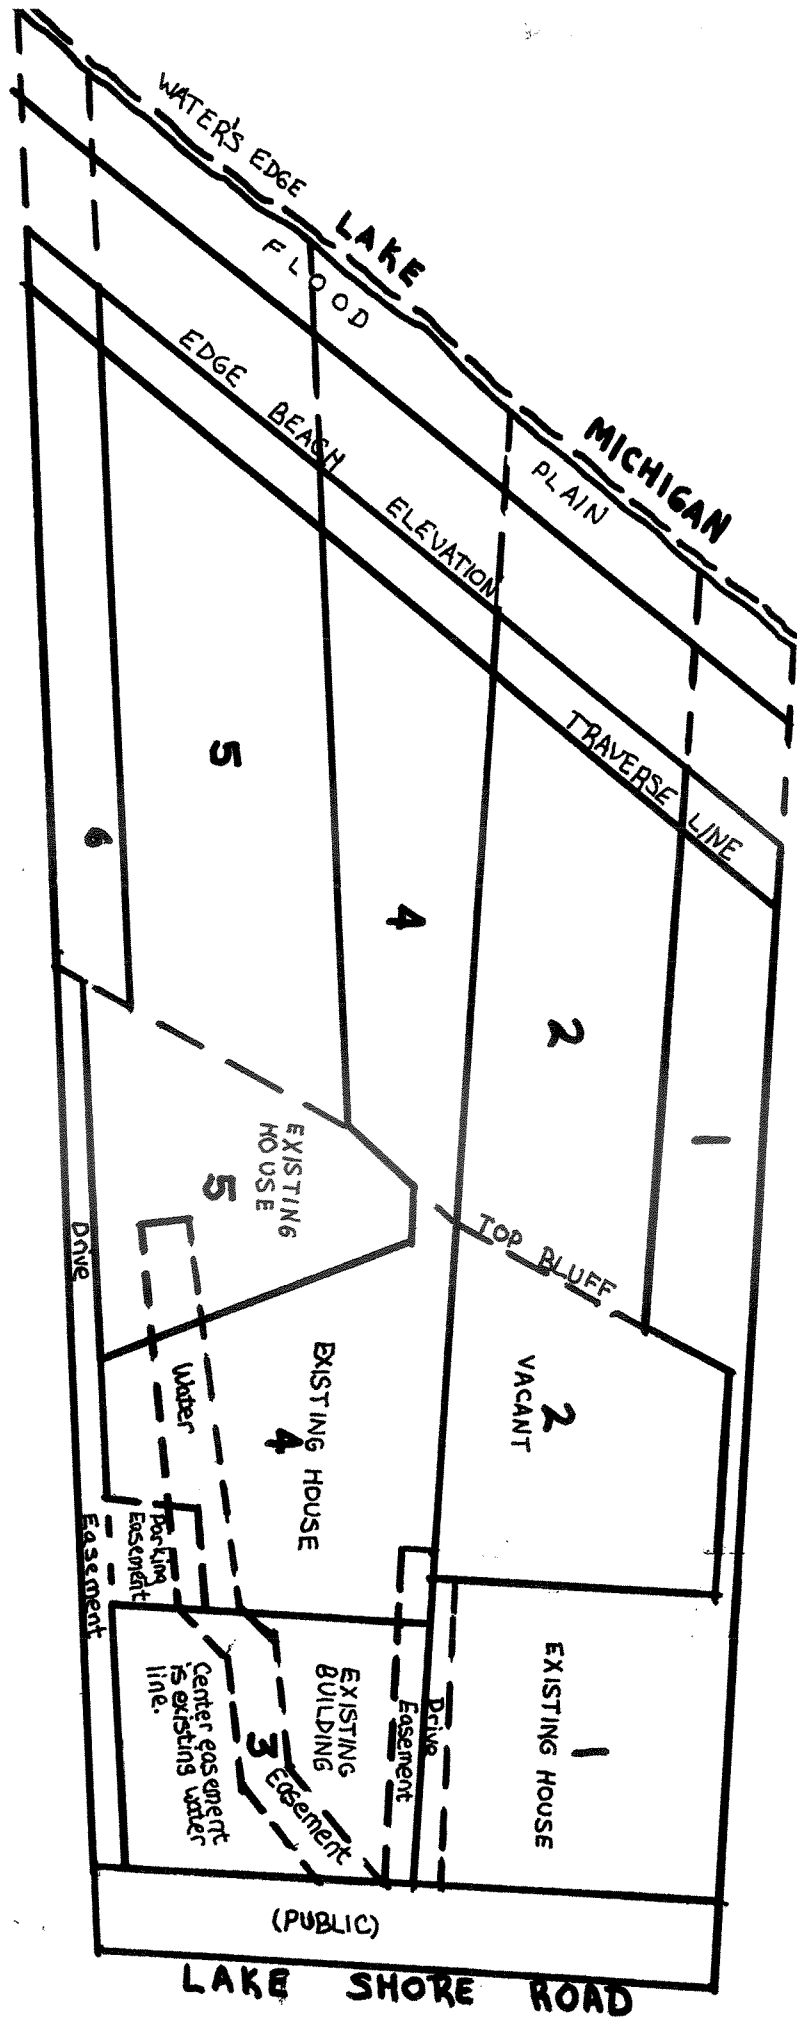 WATER'S EDGE
LAKE
MICHIGAN
FLOOD
PLAIN
EDGE BEACH ELEVATION
TRAVERSE LINE
5
6
4
2
1
EXISTING
HOUSE
5
TOP BLUFF
Drive
Water
EXISTING HOUSE
4
2
VACANT
Parking
Easement
Easement
EXISTING
BUILDING
3
Easement
Center easement
is existing water
line.
Drive
Easement
1
EXISTING HOUSE
(PUBLIC)
LAKE SHORE ROAD